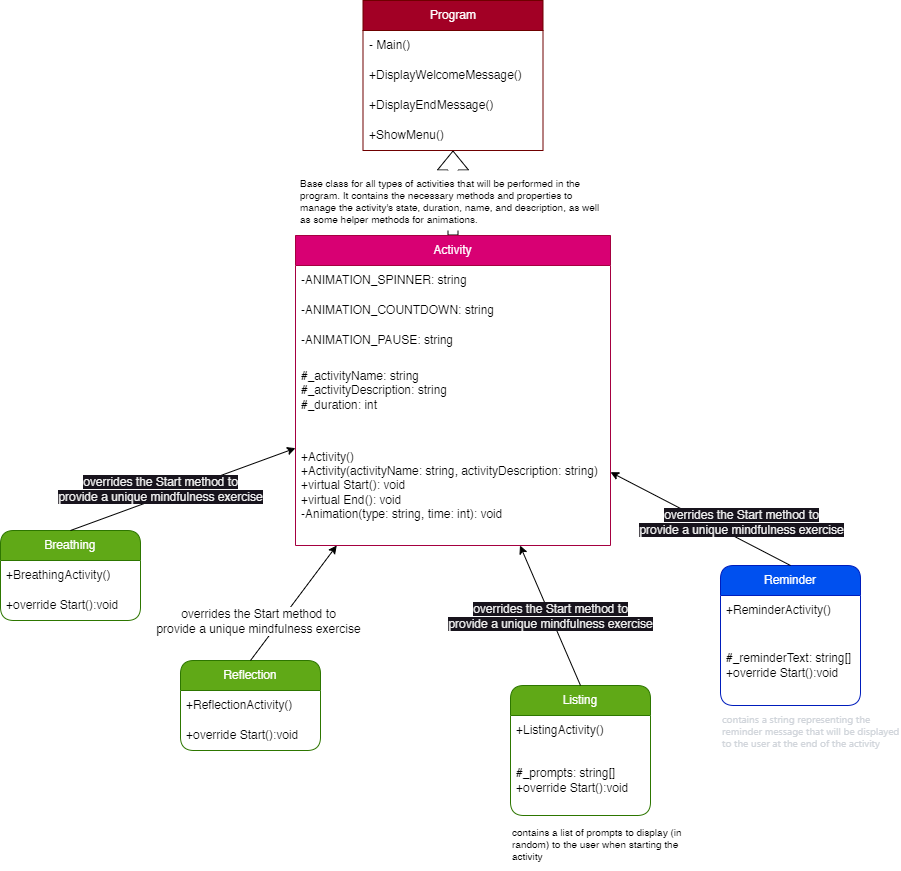 Program
- Main()
+DisplayWelcomeMessage()
+DisplayEndMessage()
+ShowMenu()
Base class for all types of activities that will be performed in the
program. It contains the necessary methods and properties to
manage the activity's state, duration, name, and description, as well
as some helper methods for animations.
Activity
-ANIMATION_SPINNER: string
-ANIMATION_COUNTDOWN: string
-ANIMATION_PAUSE: string
#_activityName: string
#_activityDescription: string
#_duration: int
+Activity()
+Activity(activityName: string, activityDescription: string)
+virtual Start(): void
+virtual End(): void
-Animation(type: string, time: int): void
overrides the Start method to
provide a unique mindfulness exercise
Breathing
+BreathingActivity()
+override Start():void
overrides the Start method to
provide a unique mindfulness exercise
Reflection
+ReflectionActivity()
+override Start():void
overrides the Start method to
provide a unique mindfulness exercise
Listing
+ListingActivity()
#_prompts: string[]
+override Start():void
contains a list of prompts to display (in
random) to the user when starting the
activity
overrides the Start method to
provide a unique mindfulness exercise
Reminder
+ReminderActivity()
#_reminderText: string[]
+override Start():void
contains a string representing the
reminder message that will be displayed
to the user at the end of the activity